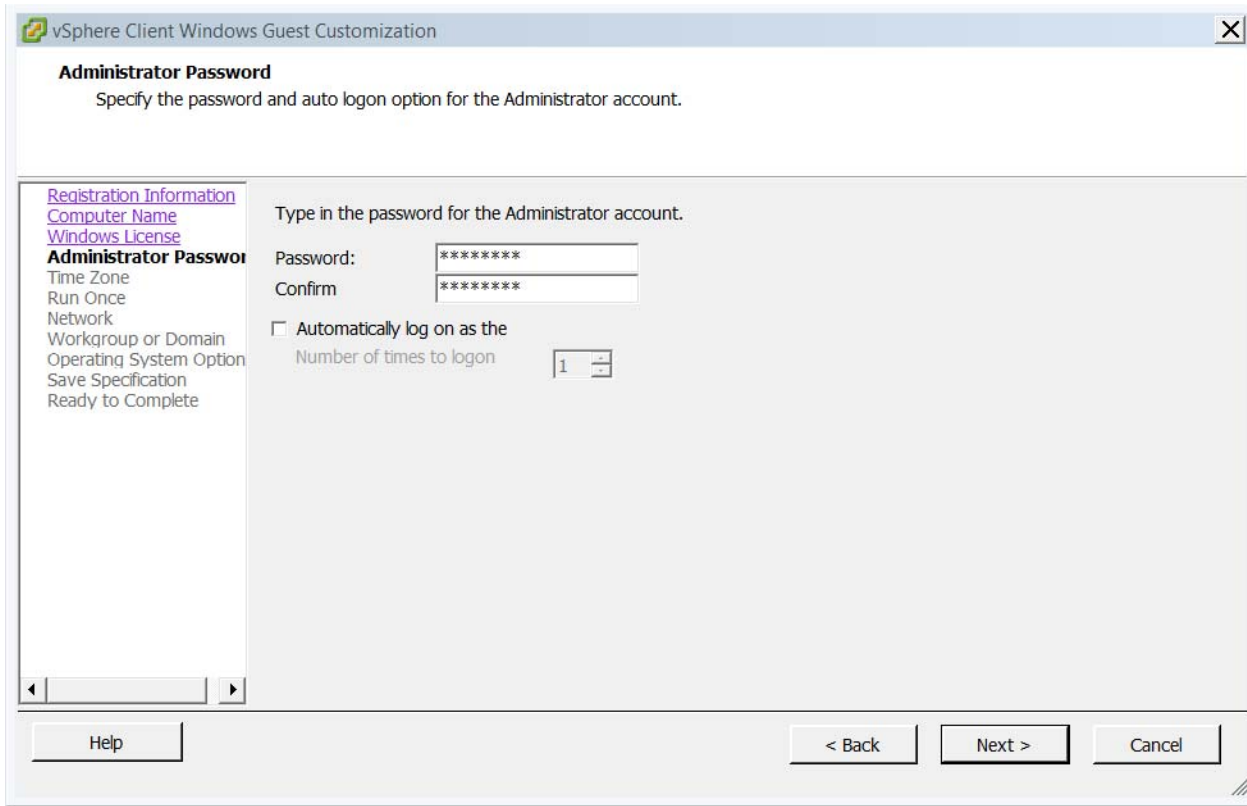 vSphere Client Windows Guest Customization
Administrator Password
Specify the password and auto logon option for the Administrator account.
Registration Information
Computer Name
Windows License
Administrator Passwor
Time Zone
Run Once
Network
Workgroup or Domain
Operating System Option
Save Specification
Ready to Complete
Type in the password for the Administrator account.
Password: ********
Confirm ********
Automatically log on as the
Number of times to logon 1
Help
< Back
Next >
Cancel